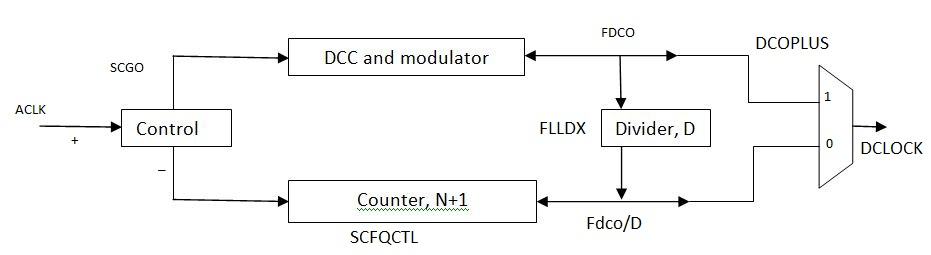 FDCO
DCOPLUS
SCGO
DCC and modulator
ACLK
+
Control
FLLDX
Divider, D
1
0
DCLOCK
−
Counter, N+1
SCFQCTL
Fdco/D